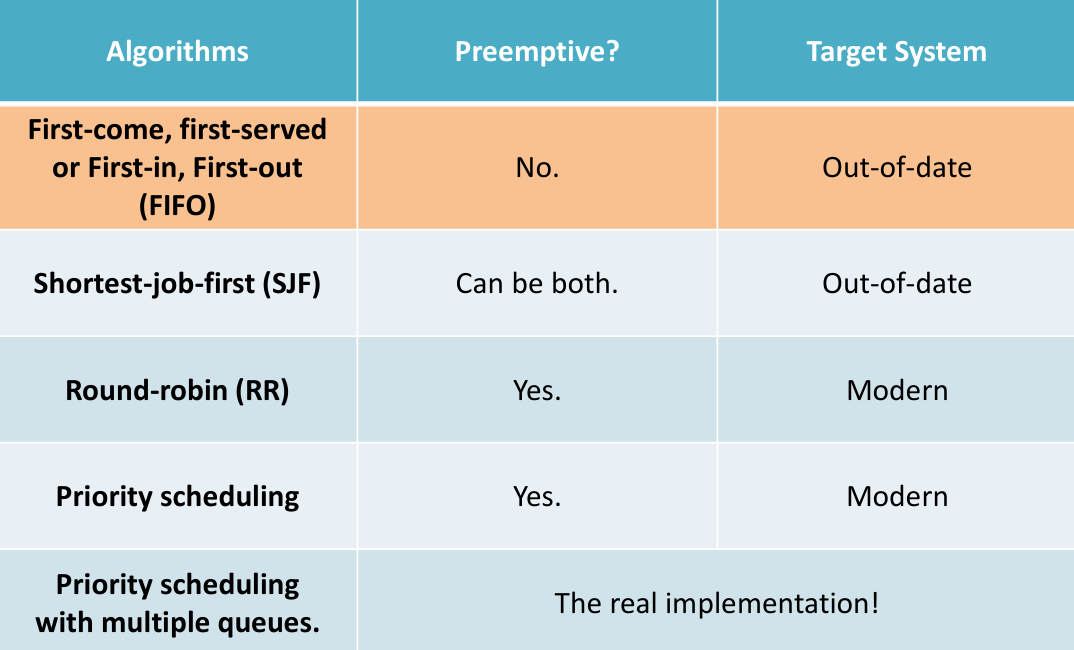 Algorithms
Preemptive?
Target System
First-come, first-served
or First-in, First-out
(FIFO)
No.
Out-of-date
Shortest-job-first (SJF)
Can be both.
Out-of-date
Round-robin (RR)
Yes.
Modern
Priority scheduling
Yes.
Modern
Priority scheduling
with multiple queues.
The real implementation!